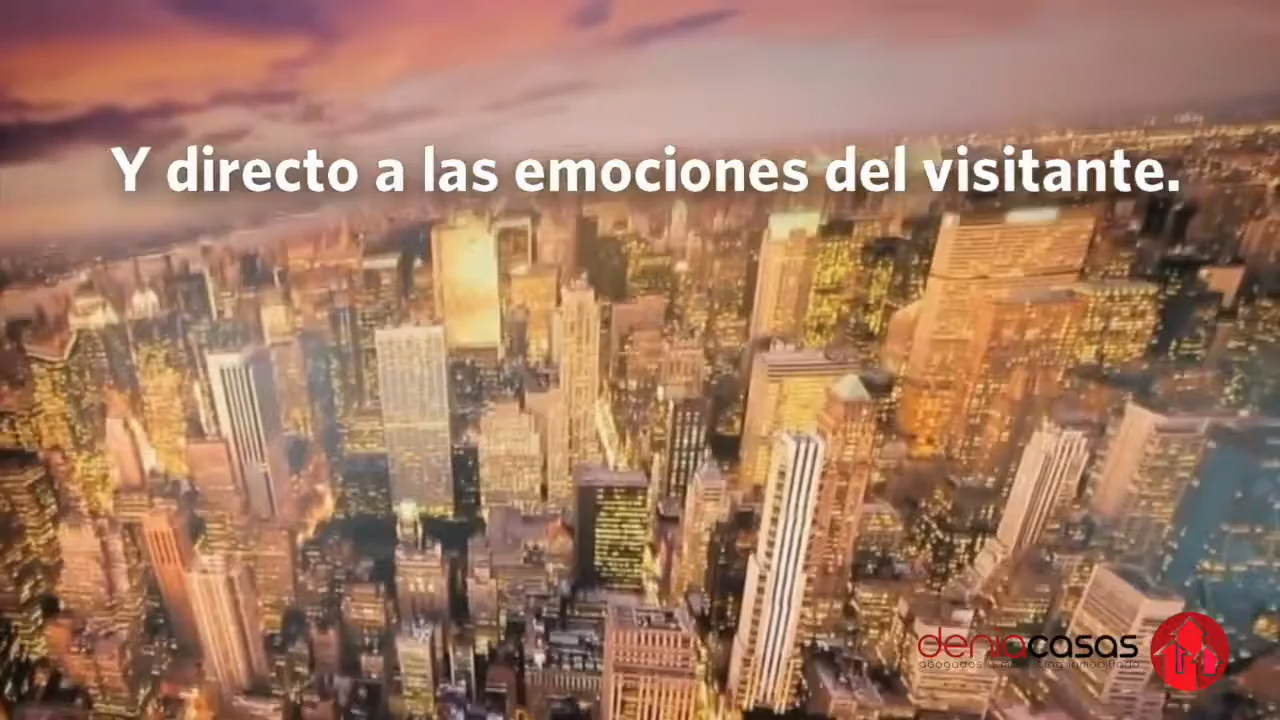 Y directo a las emociones del visitante.
deniacasas